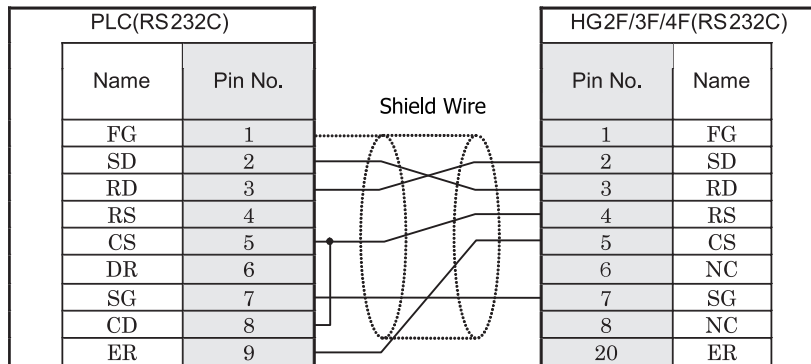 PLC(RS232C) HG2F/3F/4F(RS232C)
Name Pin No. Pin No. Name
Shield Wire
FG 1 1 FG
SD 2 2 SD
RD 3 3 RD
RS 4 4 RS
CS 5 5 CS
DR 6 6 NC
SG 7 7 SG
CD 8 8 NC
ER 9 20 ER